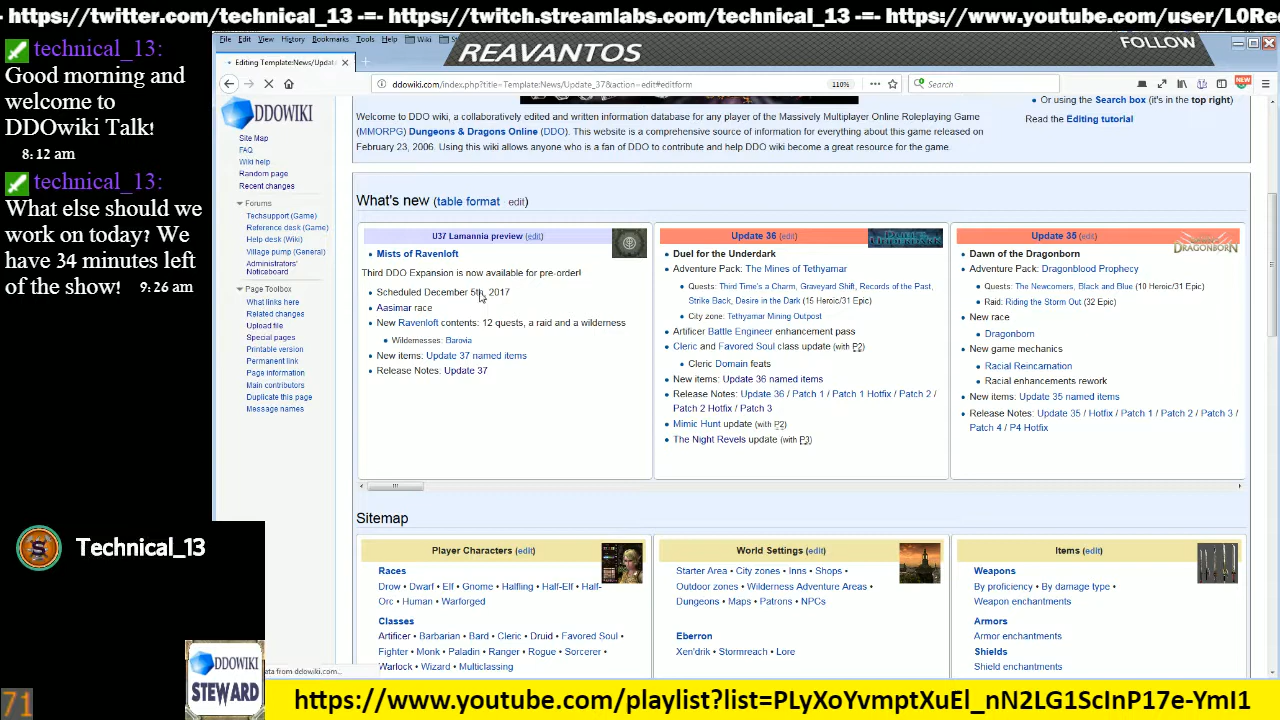 https://twitter.com/technical_13 -=- https://twitch.streamlabs.com/technical_13 -=- https://www.youtube.com/user/L0Re
technical_13:
Good morning and
welcome to
DDOwiki Talk!
8:12 am
technical_13:
What else should we
work on today? We
have 34 minutes left
of the show!
9:26 am
Technical_13
DDOWIKI
STEWARD
71
File Edit View History Bookmarks Tools Help Wiki
REAVANTOS
FOLLOW
Editing Template:News/Updat
ddowiki.com/index.php?title=Template:News/Update_37&action=edit#editform
110%
Search
NEW
DDOWIKI
Site Map
FAQ
Wiki help
Random page
Recent changes
Forums
Techsupport (Game)
Reference desk (Game)
Help desk (Wiki)
Village pump (General)
Administrators'
Noticeboard
Page Toolbox
What links here
Related changes
Upload file
Special pages
Printable version
Permanent link
Page information
Main contributors
Duplicate this page
Message names
Welcome to DDO wiki, a collaboratively edited and written information database for any player of the Massively Multiplayer Online Roleplaying Game
(MMORPG) Dungeons & Dragons Online (DDO). This website is a comprehensive source of information for everything about this game released on
February 23, 2006. Using this wiki allows anyone who is a fan of DDO to contribute and help DDO wiki become a great resource for the game.
Or using the Search box (it's in the top right)
Read the Editing tutorial
What's new (table format · edit)
U37 Lamannia preview (edit)
Mists of Ravenloft
Third DDO Expansion is now available for pre-order!
Scheduled December 5th, 2017
Aasimar race
New Ravenloft contents: 12 quests, a raid and a wilderness
Wildernesses: Barovia
New items: Update 37 named items
Release Notes: Update 37
Update 36 (edit)
Duel for the Underdark
Adventure Pack: The Mines of Tethyamar
Quests: Third Time's a Charm, Graveyard Shift, Records of the Past,
Strike Back, Desire in the Dark (15 Heroic/31 Epic)
City zone: Tethyamar Mining Outpost
Artificer Battle Engineer enhancement pass
Cleric and Favored Soul class update (with P2)
Cleric Domain feats
New items: Update 36 named items
Release Notes: Update 36 / Patch 1 / Patch 1 Hotfix / Patch 2 /
Patch 2 Hotfix / Patch 3
Mimic Hunt update (with P2)
The Night Revels update (with P3)
Update 35 (edit)
DRAGONBORN
Dawn of the Dragonborn
Adventure Pack: Dragonblood Prophecy
Quests: The Newcomers, Black and Blue (10 Heroic/31 Epic)
Raid: Riding the Storm Out (32 Epic)
New race
Dragonborn
New game mechanics
Racial Reincarnation
Racial enhancements rework
New items: Update 35 named items
Release Notes: Update 35 / Hotfix / Patch 1 / Patch 2 / Patch 3 /
Patch 4 / P4 Hotfix
Sitemap
Player Characters (edit)
Races
Drow • Dwarf • Elf • Gnome • Halfling • Half-Elf • Half-
Orc • Human • Warforged
Classes
Artificer • Barbarian • Bard • Cleric • Druid • Favored Soul •
Fighter • Monk • Paladin • Ranger • Rogue • Sorcerer •
Warlock • Wizard • Multiclassing
World Settings (edit)
Starter Area • City zones • Inns • Shops •
Outdoor zones • Wilderness Adventure Areas •
Dungeons • Maps • Patrons • NPCs
Eberron
Xen'drik • Stormreach • Lore
Items (edit)
Weapons
By proficiency • By damage type •
Weapon enchantments
Armors
Armor enchantments
Shields
Shield enchantments
ata from ddowiki.com...
https://www.youtube.com/playlist?list=PLyXoYvmptXuEl_nN2LG1ScInP17e-YmI1